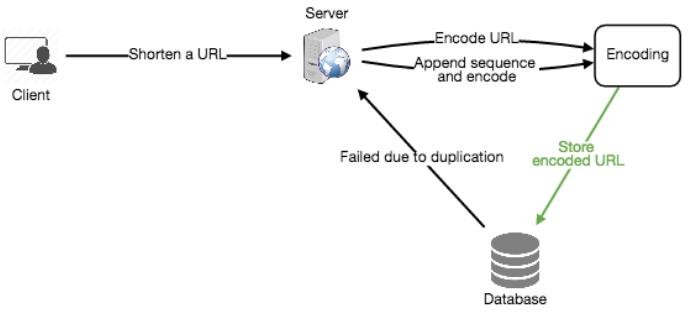 Server
Client
Shorten a URL
Encode URL
Append sequence
and encode
Encoding
Failed due to duplication
Store
encoded URL
Database